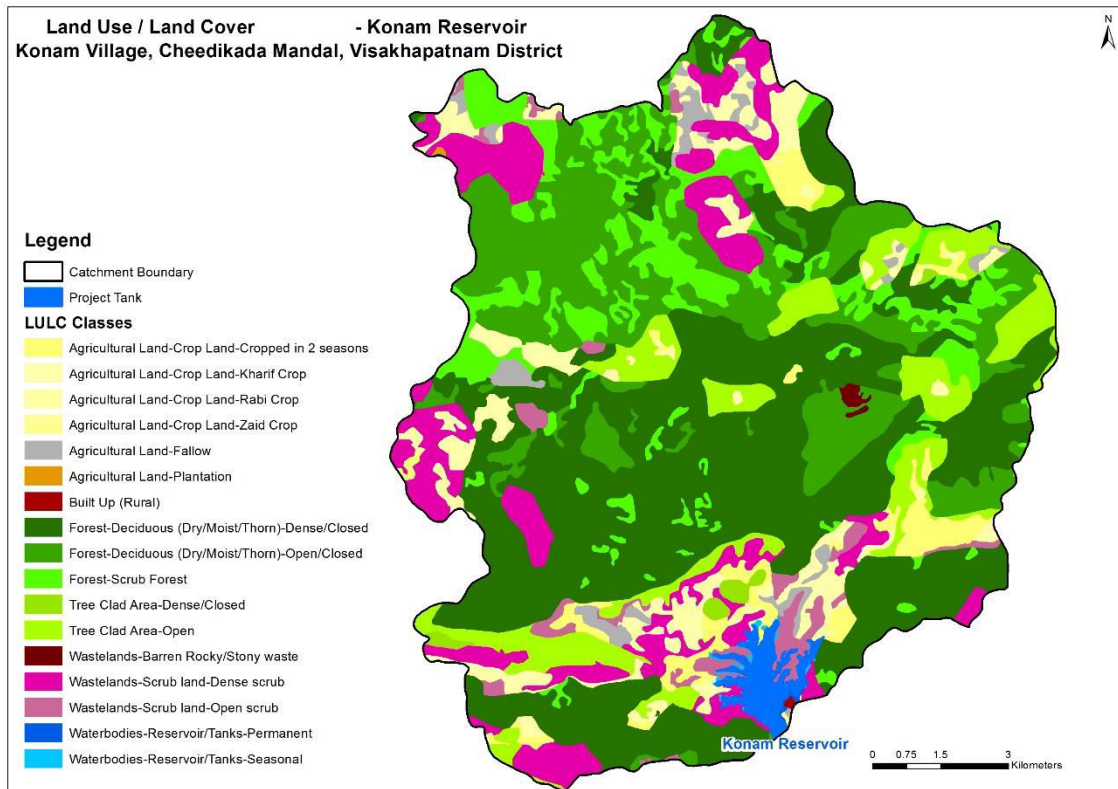 Land Use / Land Cover - Konam Reservoir
Konam Village, Cheedikada Mandal, Visakhapatnam District
N
Legend
Catchment Boundary
Project Tank
LULC Classes
Agricultural Land-Crop Land-Cropped in 2 seasons
Agricultural Land-Crop Land-Kharif Crop
Agricultural Land-Crop Land-Rabi Crop
Agricultural Land-Crop Land-Zaid Crop
Agricultural Land-Fallow
Agricultural Land-Plantation
Built Up (Rural)
Forest-Deciduous (Dry/Moist/Thorn)-Dense/Closed
Forest-Deciduous (Dry/Moist/Thorn)-Open/Closed
Forest-Scrub Forest
Tree Clad Area-Dense/Closed
Tree Clad Area-Open
Wastelands-Barren Rocky/Stony waste
Wastelands-Scrub land-Dense scrub
Wastelands-Scrub land-Open scrub
Waterbodies-Reservoir/Tanks-Permanent
Waterbodies-Reservoir/Tanks-Seasonal
Konam Reservoir
0 0.75 1.5 3
Kilometers